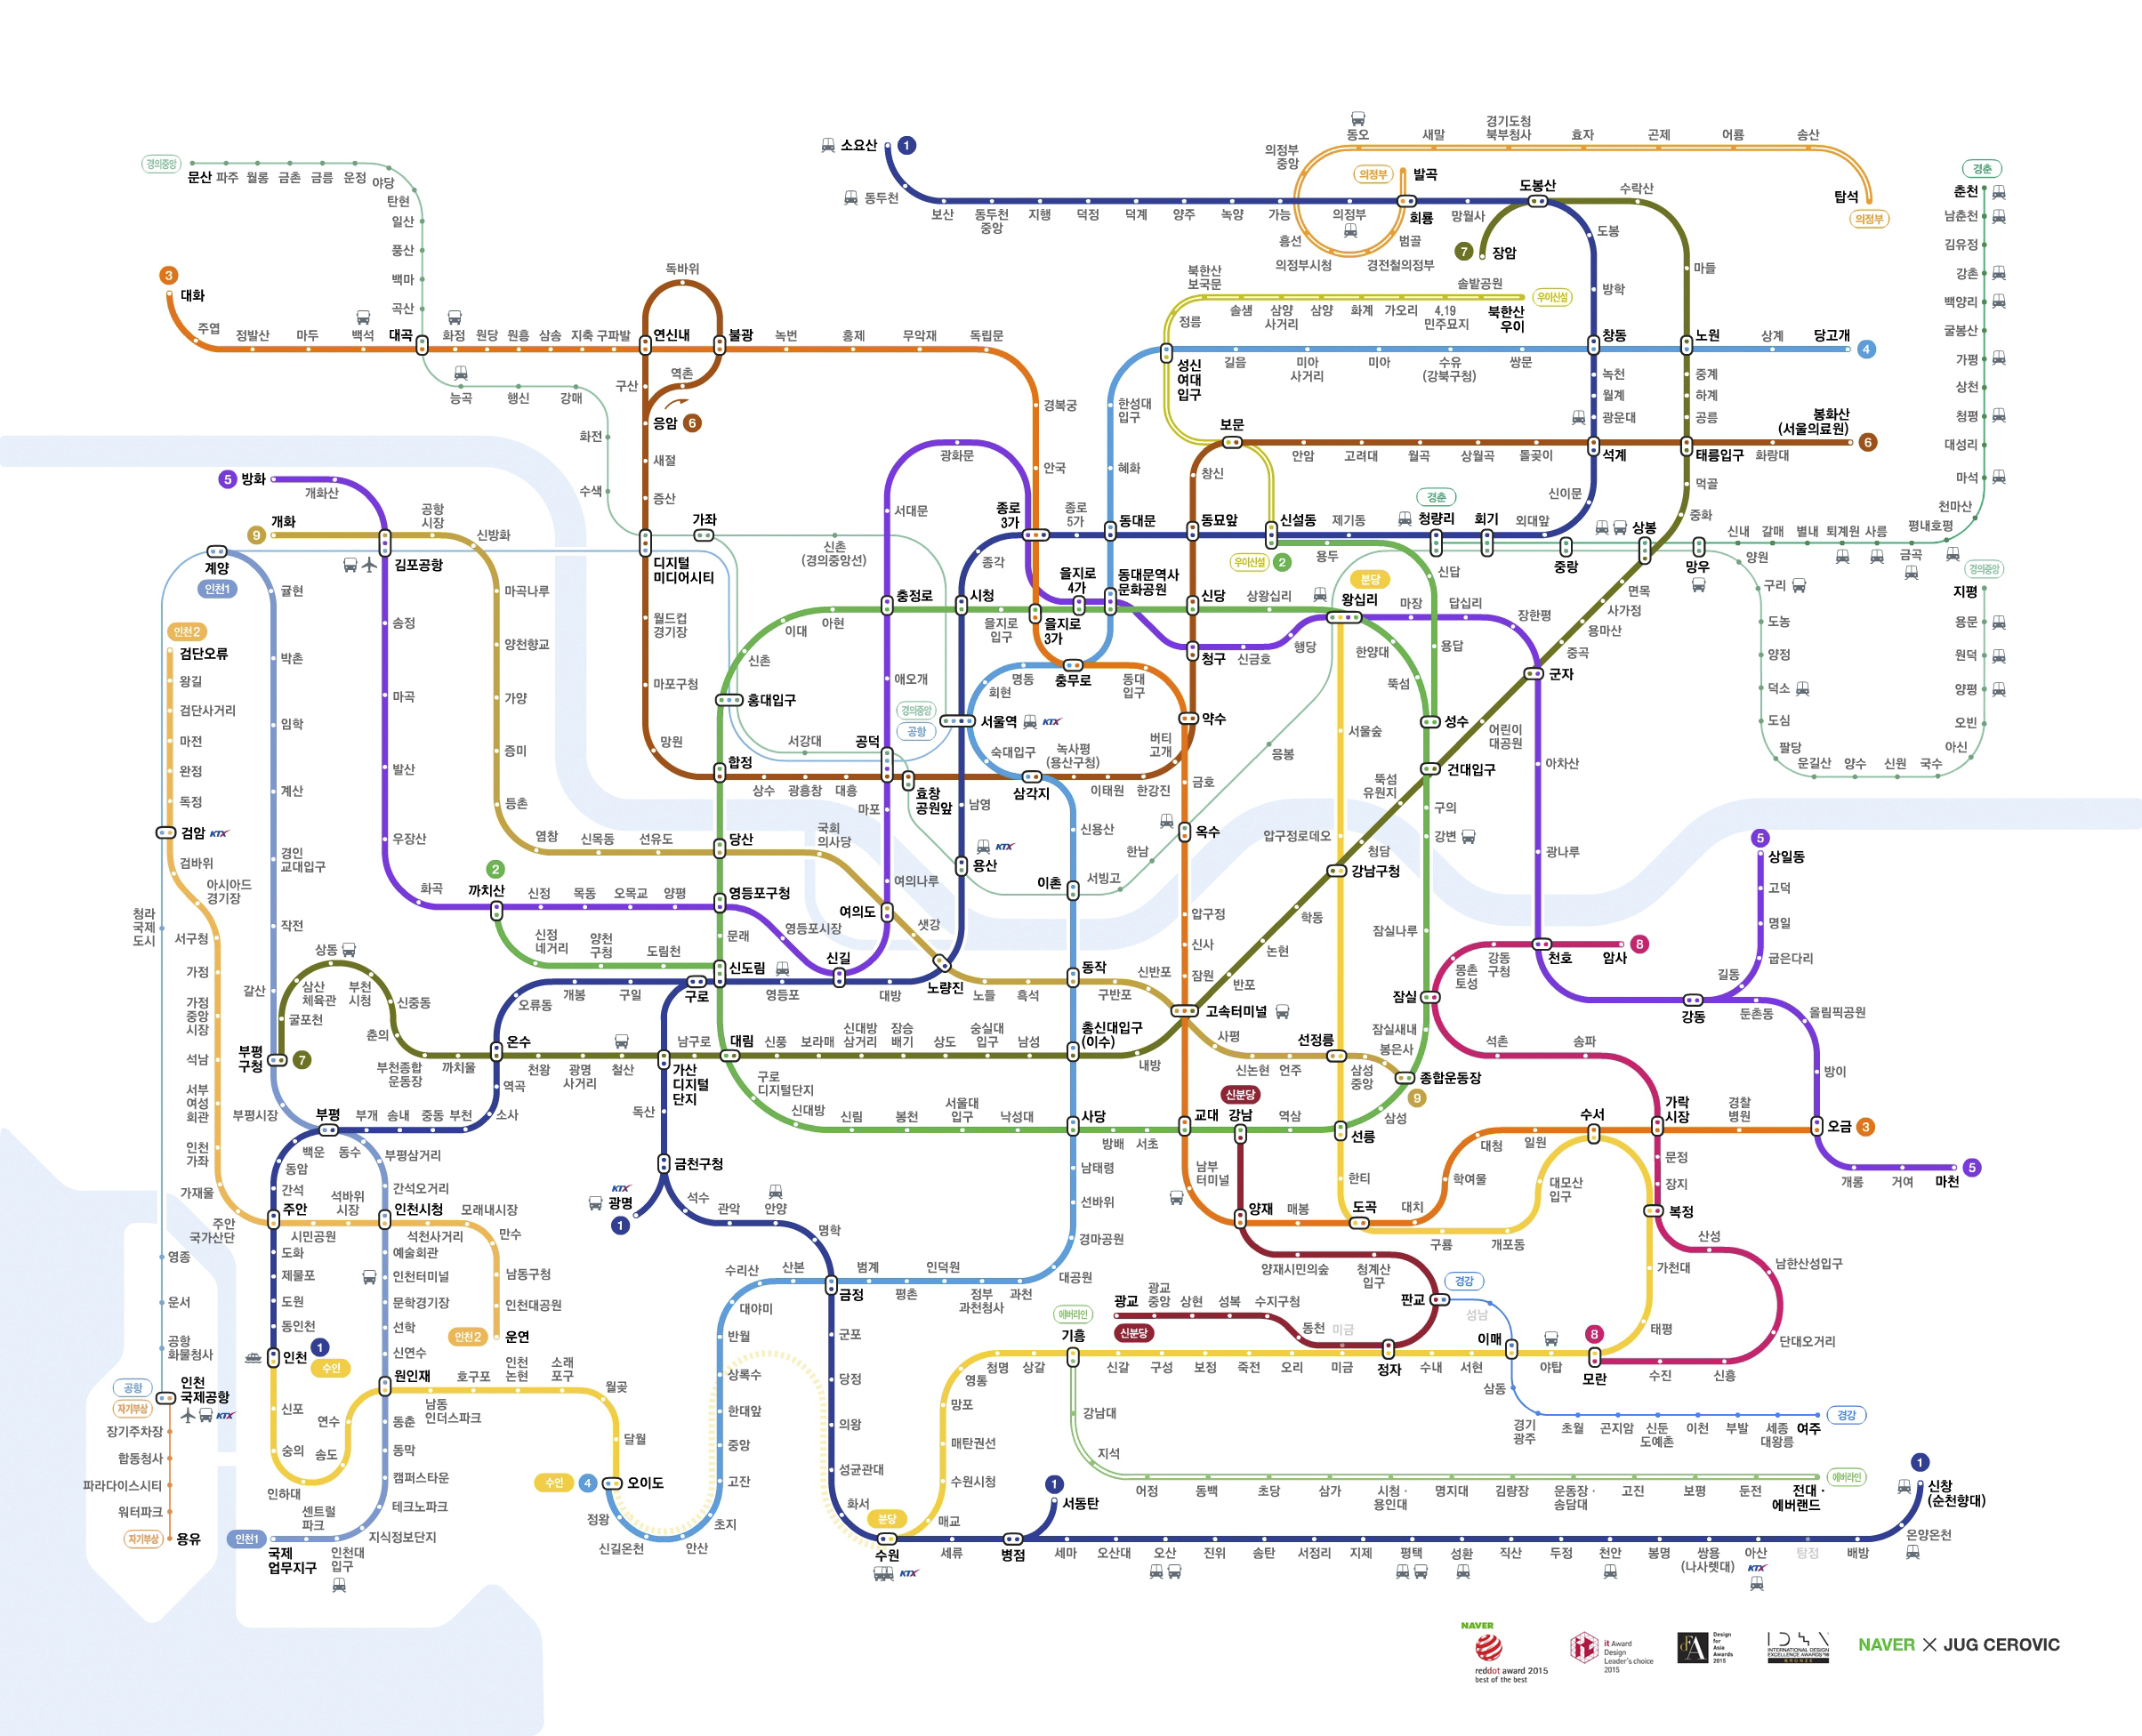 소요산
1
동두천
보산
동두천
중앙
지행
덕정
덕계
양주
녹양
가능
의정부
회룡
망월사
도봉산
수락산
의정부
발곡
의정부
중앙
동오
새말
경기도청
북부청사
효자
곤제
어룡
송산
탑석
의정부
흥선
의정부시청
경전철의정부
범골
7
장암
도봉
방학
마들
경의중앙
문산
파주
월롱
금촌
금릉
운정
야당
탄현
일산
풍산
백마
곡산
3
대화
주엽
정발산
마두
백석
대곡
화정
원당
원흥
삼송
지축
구파발
연신내
독바위
불광
녹번
홍제
무악재
독립문
능곡
행신
강매
화전
수색
구산
역촌
응암
6
새절
증산
북한산
보국문
정릉
솔샘
삼양
사거리
삼양
화계
가오리
4.19
민주묘지
솔밭공원
북한산
우이
우이신설
성신
여대
입구
길음
미아
사거리
미아
수유
(강북구청)
쌍문
창동
노원
상계
당고개
4
녹천
월계
광운대
중계
하계
공릉
경복궁
한성대
입구
안국
혜화
보문
창신
안암
고려대
월곡
상월곡
돌곶이
석계
태릉입구
화랑대
봉화산
(서울의료원)
6
먹골
중화
신이문
경춘
춘천
남춘천
김유정
강촌
백양리
굴봉산
가평
상천
청평
대성리
마석
천마산
평내호평
금곡
사릉
퇴계원
별내
갈매
신내
5
방화
개화산
9
개화
공항
시장
신방화
김포공항
계양
인천1
귤현
박촌
임학
계산
경인
교대입구
작전
갈산
부평
구청
7
인천2
검단오류
왕길
검단사거리
마전
완정
독정
검암
KTX
검바위
아시아드
경기장
서구청
가정
가정
중앙
시장
석남
서부
여성
회관
인천
가좌
가재울
주안
국가산단
청라
국제
도시
영종
운서
공항
화물청사
공항
자기부상
인천
국제공항
KTX
장기주차장
합동청사
파라다이스시티
워터파크
자기부상
용유
송정
마곡
발산
우장산
화곡
마곡나루
양천향교
가양
증미
등촌
염창
신목동
선유도
당산
국회
의사당
가좌
신촌
(경의중앙선)
디지털
미디어시티
월드컵
경기장
마포구청
망원
합정
상수
광흥창
대흥
공덕
효창
공원앞
홍대입구
서강대
신촌
이대
아현
충정로
시청
을지로
입구
을지로
3가
을지로
4가
동대문역사
문화공원
신당
상왕십리
왕십리
분당
광화문
서대문
애오개
마포
여의나루
여의도
종로
3가
종로
5가
동대문
동묘앞
신설동
우이신설
2
제기동
경춘
청량리
회기
외대앞
중랑
상봉
망우
양원
구리
도농
양정
덕소
도심
팔당
운길산
양수
신원
국수
아신
오빈
양평
원덕
용문
지평
경의중앙
종각
용두
신답
용답
마장
답십리
장한평
면목
사가정
용마산
중곡
군자
청구
신금호
행당
한양대
뚝섬
성수
건대입구
어린이
대공원
아차산
광나루
명동
회현
충무로
동대
입구
약수
버티
고개
경의중앙
공항
서울역
KTX
숙대입구
녹사평
(용산구청)
삼각지
이태원
한강진
금호
옥수
응봉
한남
서빙고
이촌
신용산
남영
용산
KTX
서울숲
압구정로데오
강남구청
청담
뚝섬
유원지
구의
강변
잠실나루
잠실
잠실새내
2
까치산
신정
목동
오목교
양평
영등포구청
영등포시장
신길
신정
네거리
양천
구청
도림천
문래
신도림
영등포
대방
노량진
샛강
노들
흑석
동작
구반포
신반포
고속터미널
사평
신논현
언주
선정릉
삼성
중앙
봉은사
종합운동장
9
압구정
신사
잠원
학동
논현
반포
내방
5
상일동
고덕
명일
굽은다리
길동
강동
둔촌동
올림픽공원
방이
오금
3
개롱
거여
마천
5
8
암사
천호
강동
구청
몽촌
토성
석촌
송파
가락
시장
경찰
병원
문정
장지
복정
산성
남한산성입구
단대오거리
신흥
수진
모란
8
상동
삼산
체육관
굴포천
부천
시청
신중동
춘의
부천종합
운동장
까치울
온수
천왕
광명
사거리
철산
가산
디지털
단지
남구로
대림
신풍
보라매
신대방
삼거리
장승
배기
상도
숭실대
입구
남성
총신대입구
(이수)
오류동
개봉
구일
구로
역곡
소사
부천
중동
송내
부개
부평
부평시장
백운
동수
부평삼거리
동암
간석
간석오거리
주안
시민공원
석바위
시장
인천시청
석천사거리
모래내시장
만수
남동구청
인천대공원
인천2
운연
도화
제물포
도원
동인천
인천
1
수인
신포
숭의
인하대
송도
연수
원인재
예술회관
인천터미널
문학경기장
선학
신연수
동춘
동막
캠퍼스타운
테크노파크
지식정보단지
인천대
입구
센트럴
파크
국제
업무지구
인천1
남동
인더스파크
호구포
인천
논현
소래
포구
월곶
달월
수인
4
오이도
정왕
신길온천
안산
초지
고잔
중앙
한대앞
상록수
반월
대야미
수리산
산본
금정
범계
평촌
인덕원
정부
과천청사
과천
대공원
경마공원
선바위
남태령
사당
구로
디지털단지
신대방
신림
봉천
서울대
입구
낙성대
방배
서초
교대
강남
신분당
역삼
선릉
삼성
독산
금천구청
KTX
광명
1
석수
관악
안양
명학
군포
당정
의왕
성균관대
화서
분당
수원
KTX
세류
병점
서동탄
1
세마
오산대
오산
진위
송탄
서정리
지제
평택
성환
직산
두정
천안
봉명
쌍용
(나사렛대)
아산
KTX
탕정
배방
온양온천
신창
(순천향대)
1
남부
터미널
양재
매봉
도곡
한티
대치
학여울
대청
일원
수서
대모산
입구
개포동
구룡
가천대
태평
양재시민의숲
청계산
입구
판교
경강
성남
이매
삼동
경기
광주
초월
곤지암
신둔
도예촌
이천
부발
세종
대왕릉
여주
경강
광교
신분당
광교
중앙
상현
성복
수지구청
동천
미금
정자
수내
서현
야탑
에버라인
기흥
강남대
지석
어정
동백
초당
삼가
시청·
용인대
명지대
김량장
운동장·
송담대
고진
보평
둔전
전대·
에버랜드
에버라인
신갈
구성
보정
죽전
오리
미금
상갈
청명
영통
망포
매탄권선
수원시청
매교
NAVER
reddot award 2015
best of the best
it Award
Design
Leader's choice
2015
Design
for
Asia
Awards
2015
INTERNATIONAL DESIGN
EXCELLENCE AWARDS'16
BRONZE
NAVER × JUG CEROVIC